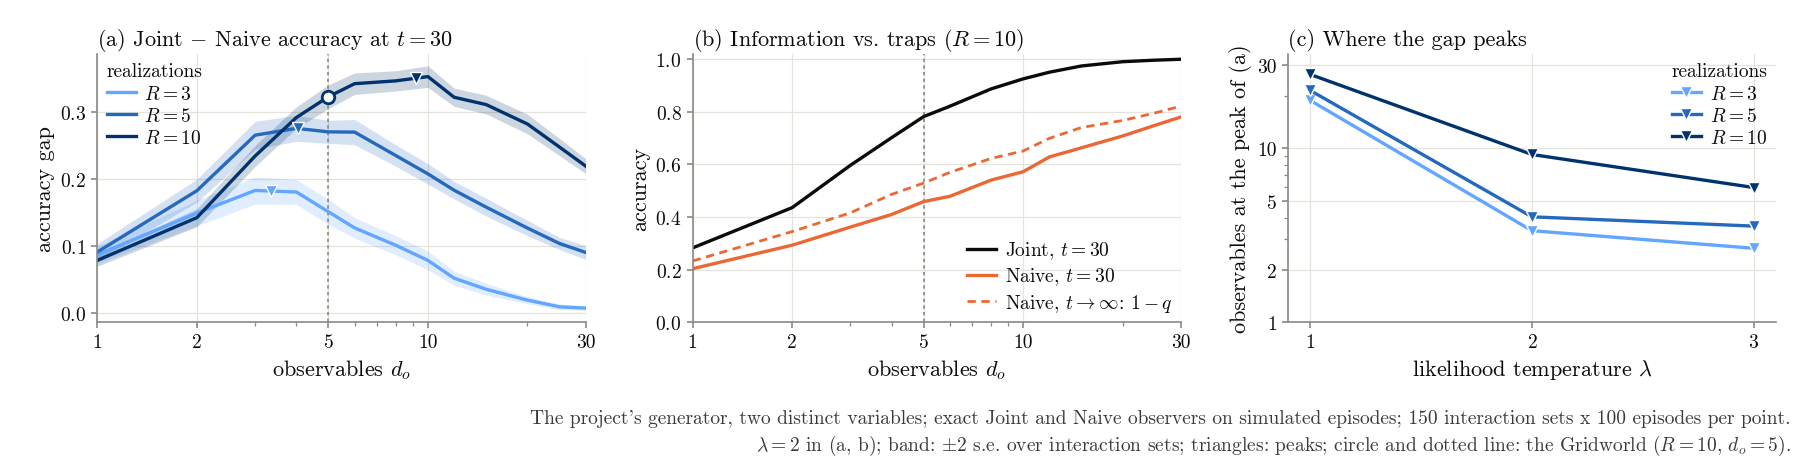 (a) Joint − Naive accuracy at t = 30
realizations
R = 3
R = 5
R = 10
accuracy gap
0.3
0.2
0.1
0.0
1
2
5
10
30
observables dₒ
(b) Information vs. traps (R = 10)
accuracy
1.0
0.8
0.6
0.4
0.2
0.0
Joint, t = 30
Naive, t = 30
Naive, t → ∞: 1 − q
1
2
5
10
30
observables dₒ
(c) Where the gap peaks
observables at the peak of (a)
30
10
5
2
1
realizations
R = 3
R = 5
R = 10
1
2
3
likelihood temperature λ
The project's generator, two distinct variables; exact Joint and Naive observers on simulated episodes; 150 interaction sets x 100 episodes per point.
λ = 2 in (a, b); band: ±2 s.e. over interaction sets; triangles: peaks; circle and dotted line: the Gridworld (R = 10, dₒ = 5).